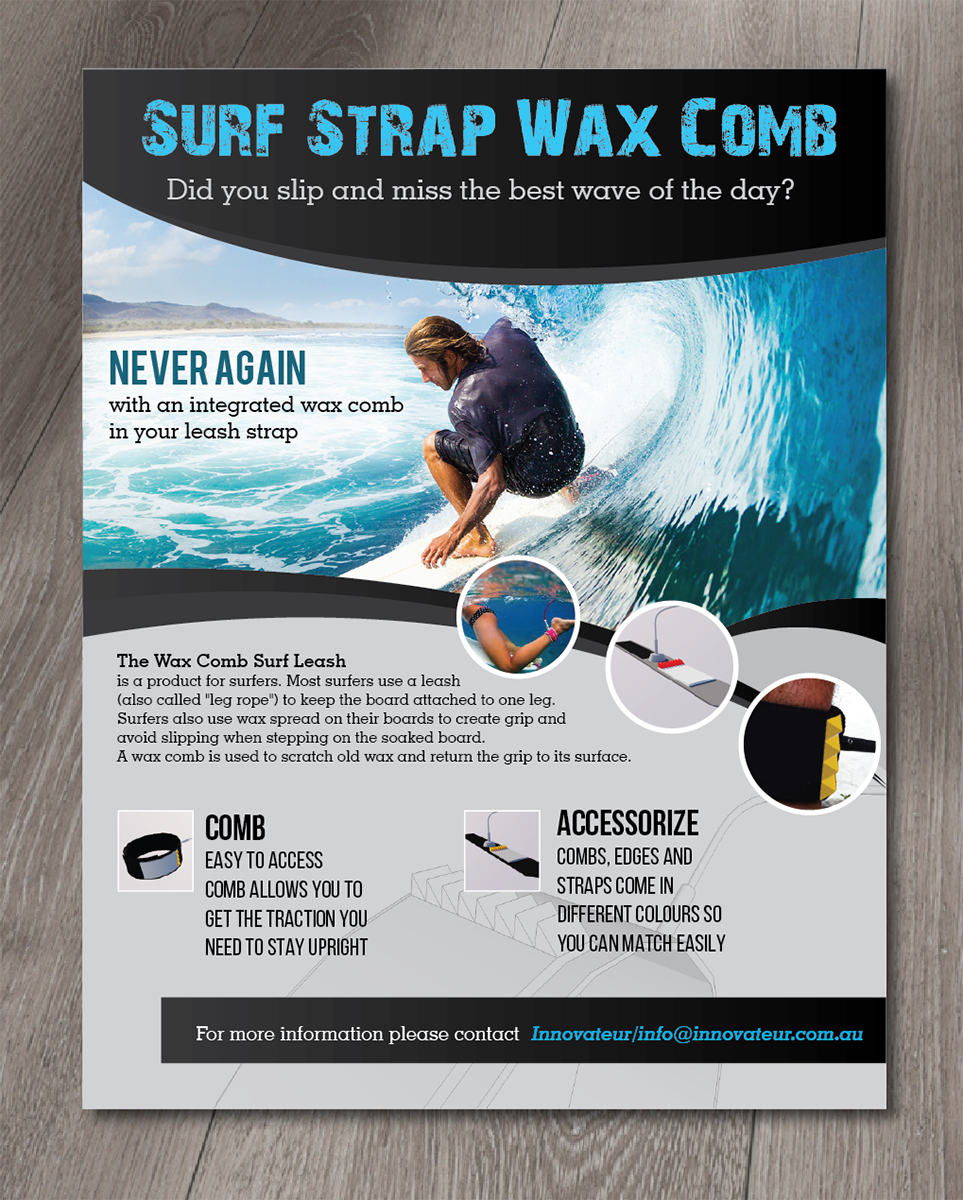 SURF STRAP WAX COMB
Did you slip and miss the best wave of the day?
NEVER AGAIN
with an integrated wax comb
in your leash strap
The Wax Comb Surf Leash
is a product for surfers. Most surfers use a leash
(also called "leg rope") to keep the board attached to one leg.
Surfers also use wax spread on their boards to create grip and
avoid slipping when stepping on the soaked board.
A wax comb is used to scratch old wax and return the grip to its surface.
COMB
EASY TO ACCESS
COMB ALLOWS YOU TO
GET THE TRACTION YOU
NEED TO STAY UPRIGHT
ACCESSORIZE
COMBS, EDGES AND
STRAPS COME IN
DIFFERENT COLOURS SO
YOU CAN MATCH EASILY
For more information please contact Innovateur/info@innovateur.com.au